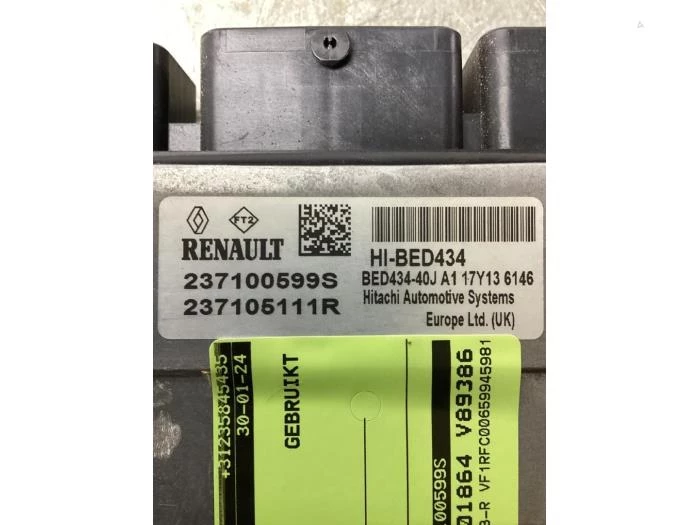 FT2
RENAULT
237100599S
237105111R
HI-BED434
BED434-40J A1 17Y13 6146
Hitachi Automotive Systems
Europe Ltd. (UK)
+31235845435
30-01-24
GEBRUIKT
100599S
01864 V89386
-R VF1RFC00659945981